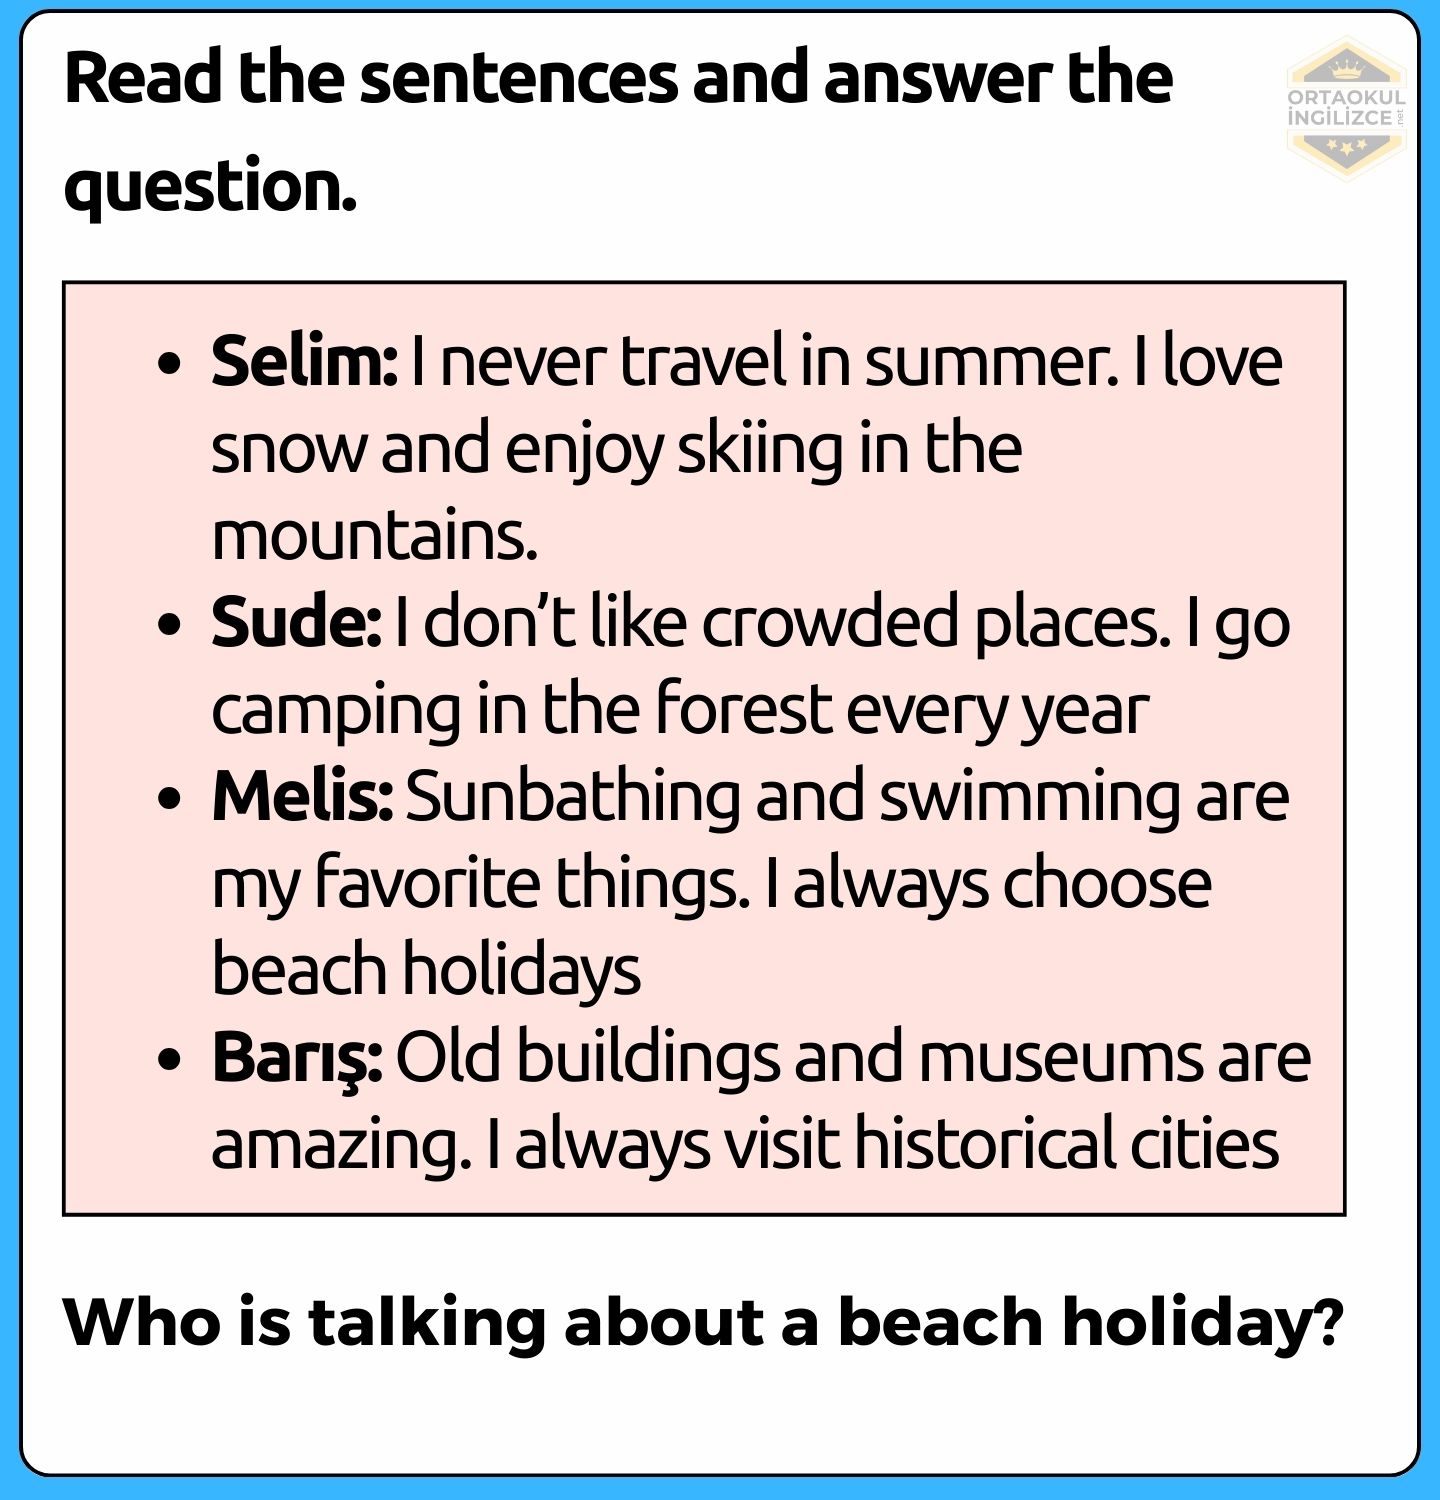 Read the sentences and answer the
question.
ORTAOKUL
İNGİLİZCE
.net
• Selim: I never travel in summer. I love
snow and enjoy skiing in the
mountains.
• Sude: I don’t like crowded places. I go
camping in the forest every year
• Melis: Sunbathing and swimming are
my favorite things. I always choose
beach holidays
• Barış: Old buildings and museums are
amazing. I always visit historical cities
Who is talking about a beach holiday?